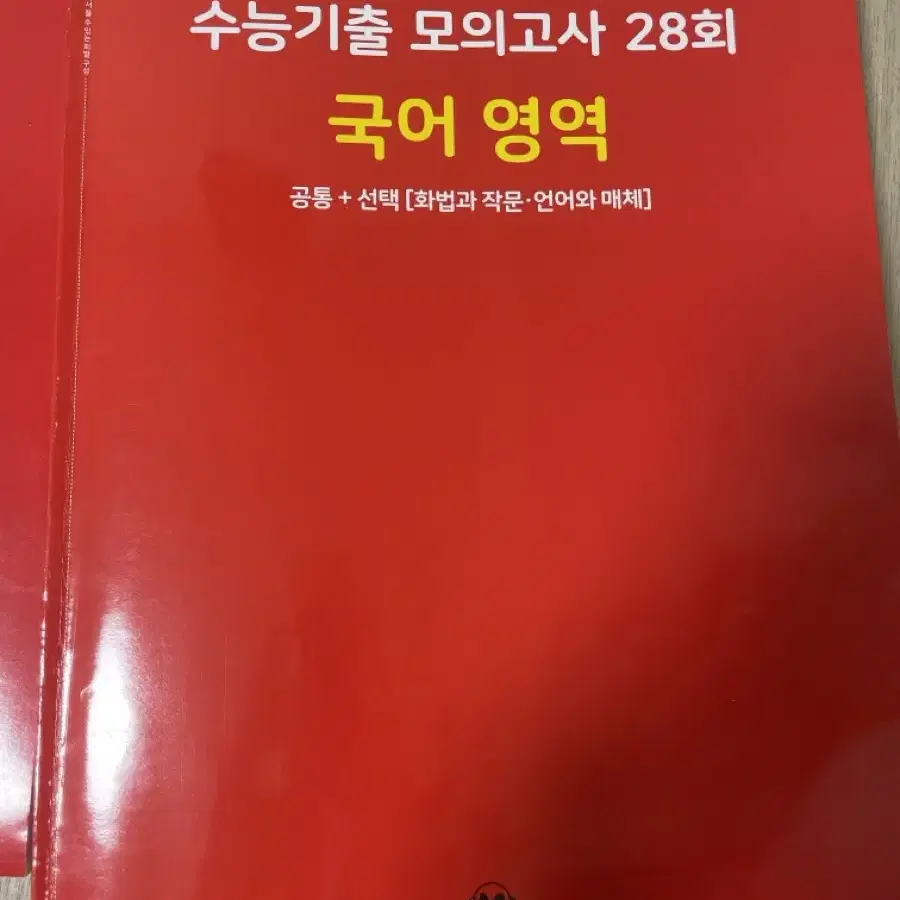 수능기출 모의고사 28회
국어 영역
공통 + 선택 [화법과 작문·언어와 매체]